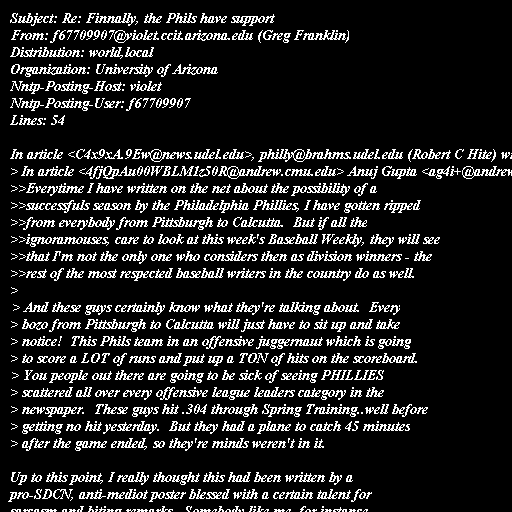 Subject: Re: Finnally, the Phils have support
From: f67709907@violet.ccit.arizona.edu (Greg Franklin)
Distribution: world,local
Organization: University of Arizona
Nntp-Posting-Host: violet
Nntp-Posting-User: f67709907
Lines: 54

In article <C4x9xA.9Ew@news.udel.edu>, philly@brahms.udel.edu (Robert C Hite)
> In article <4fjQpAu00WBLM1z50R@andrew.cmu.edu> Anuj Gupta <ag4i+@andrew
>>Everytime I have written on the net about the possibility of a
>>successfuls season by the Philadelphia Phillies, I have gotten ripped
>>from everybody from Pittsburgh to Calcutta.  But if all the
>>ignoramouses, care to look at this week's Baseball Weekly, they will see
>>that I'm not the only one who considers then as division winners - the
>>rest of the most respected baseball writers in the country do as well.
>
> And these guys certainly know what they're talking about.  Every
> bozo from Pittsburgh to Calcutta will just have to sit up and take
> notice!  This Phils team in an offensive juggernaut which is going
> to score a LOT of runs and put up a TON of hits on the scoreboard.
> You people out there are going to be sick of seeing PHILLIES
> scattered all over every offensive league leaders category in the
> newspaper.  These guys hit .304 through Spring Training..well before
> getting no hit yesterday.  But they had a plane to catch 45 minutes
> after the game ended, so they're minds weren't in it.

Up to this point, I really thought this had been written by a
pro-SDCN, anti-mediot poster blessed with a certain talent for
sarcasm and biting remarks.  Somebody like me, for instance.